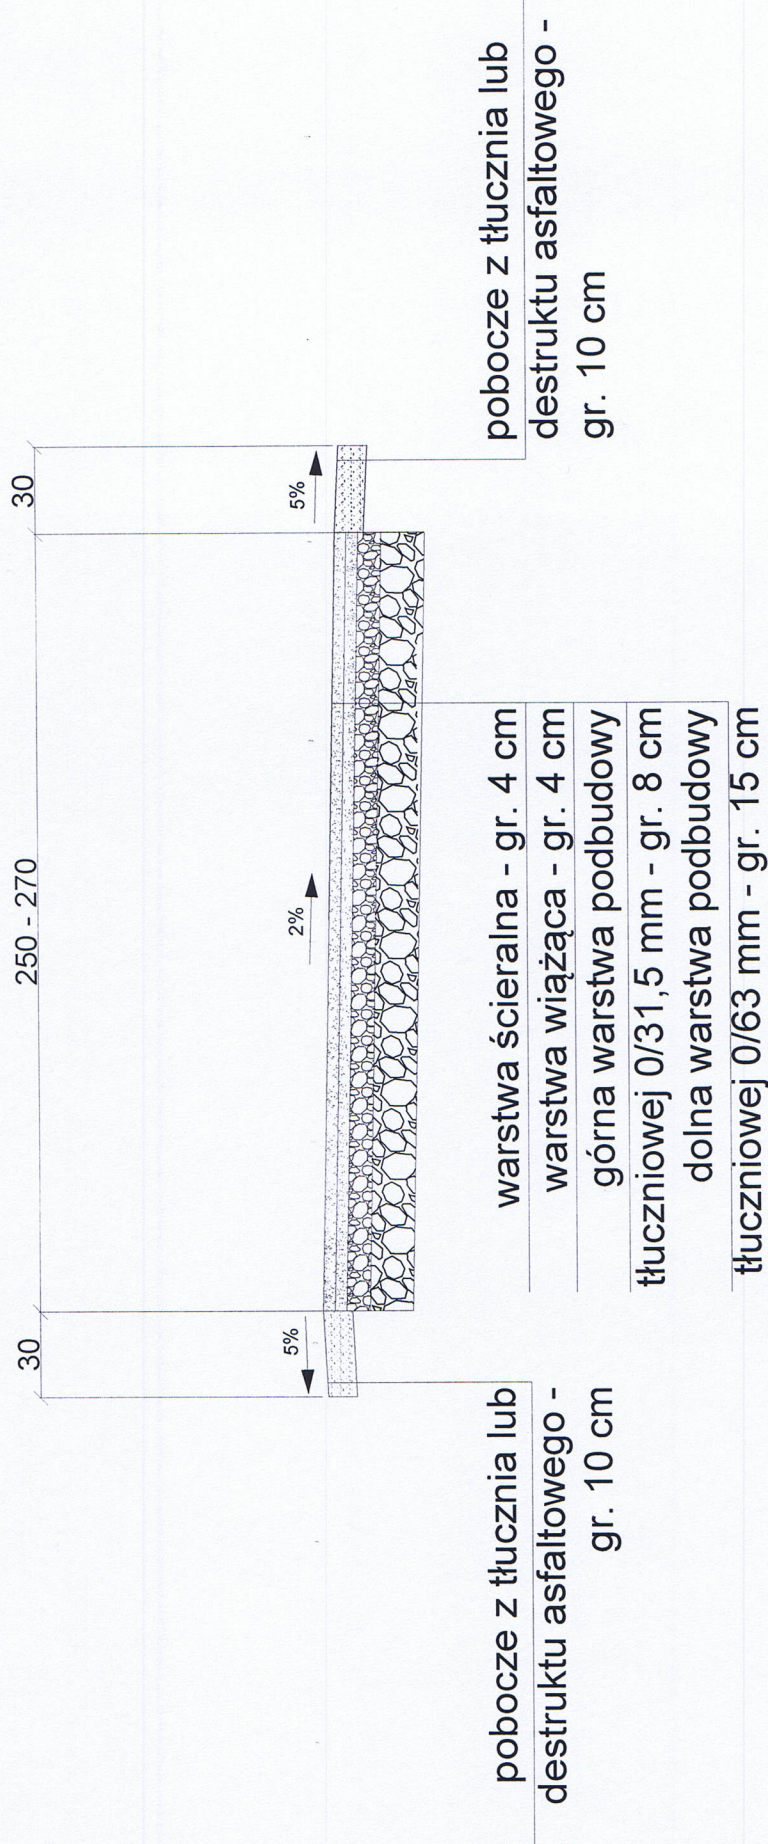 30
250 - 270
30
5%
2%
5%
pobocze z tłucznia lub
destruktu asfaltowego -
gr. 10 cm
warstwa ścieralna - gr. 4 cm
warstwa wiążąca - gr. 4 cm
górna warstwa podbudowy
tłuczniowej 0/31,5 mm - gr. 8 cm
dolna warstwa podbudowy
tłuczniowej 0/63 mm - gr. 15 cm
pobocze z tłucznia lub
destruktu asfaltowego -
gr. 10 cm